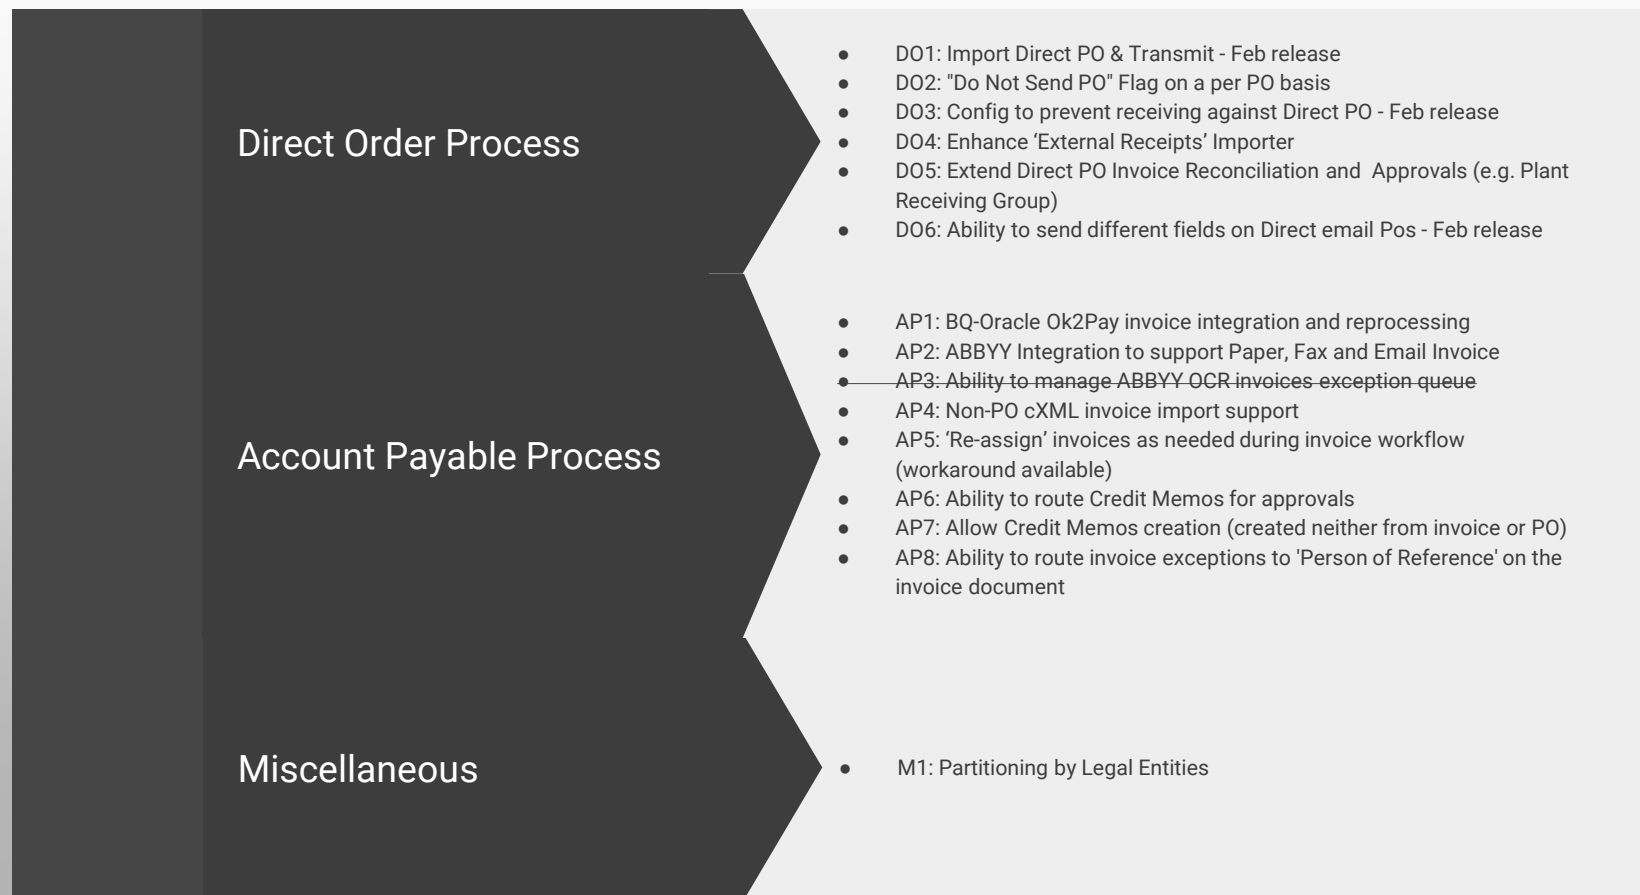 Direct Order Process
● DO1: Import Direct PO & Transmit - Feb release
● DO2: "Do Not Send PO" Flag on a per PO basis
● DO3: Config to prevent receiving against Direct PO - Feb release
● DO4: Enhance ‘External Receipts’ Importer
● DO5: Extend Direct PO Invoice Reconciliation and  Approvals (e.g. Plant
Receiving Group)
● DO6: Ability to send different fields on Direct email Pos - Feb release
Account Payable Process
● AP1: BQ-Oracle Ok2Pay invoice integration and reprocessing
● AP2: ABBYY Integration to support Paper, Fax and Email Invoice
● AP3: Ability to manage ABBYY OCR invoices exception queue
● AP4: Non-PO cXML invoice import support
● AP5: ‘Re-assign’ invoices as needed during invoice workflow
(workaround available)
● AP6: Ability to route Credit Memos for approvals
● AP7: Allow Credit Memos creation (created neither from invoice or PO)
● AP8: Ability to route invoice exceptions to 'Person of Reference' on the
invoice document
Miscellaneous
● M1: Partitioning by Legal Entities